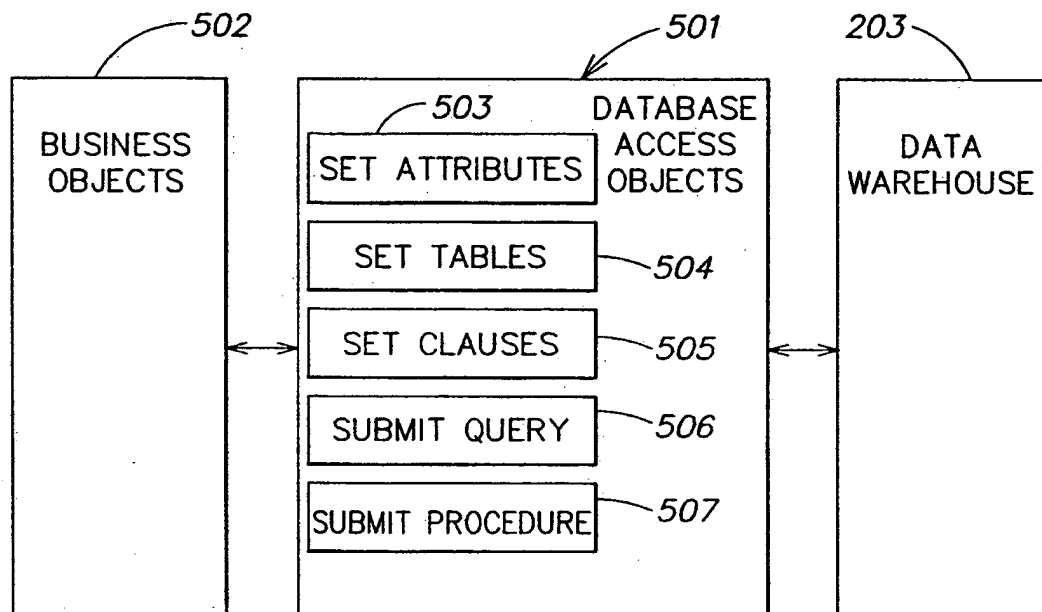 502
501
203
BUSINESS
OBJECTS
503
DATABASE
ACCESS
OBJECTS
SET ATTRIBUTES
SET TABLES
504
SET CLAUSES
505
SUBMIT QUERY
506
SUBMIT PROCEDURE
507
DATA
WAREHOUSE